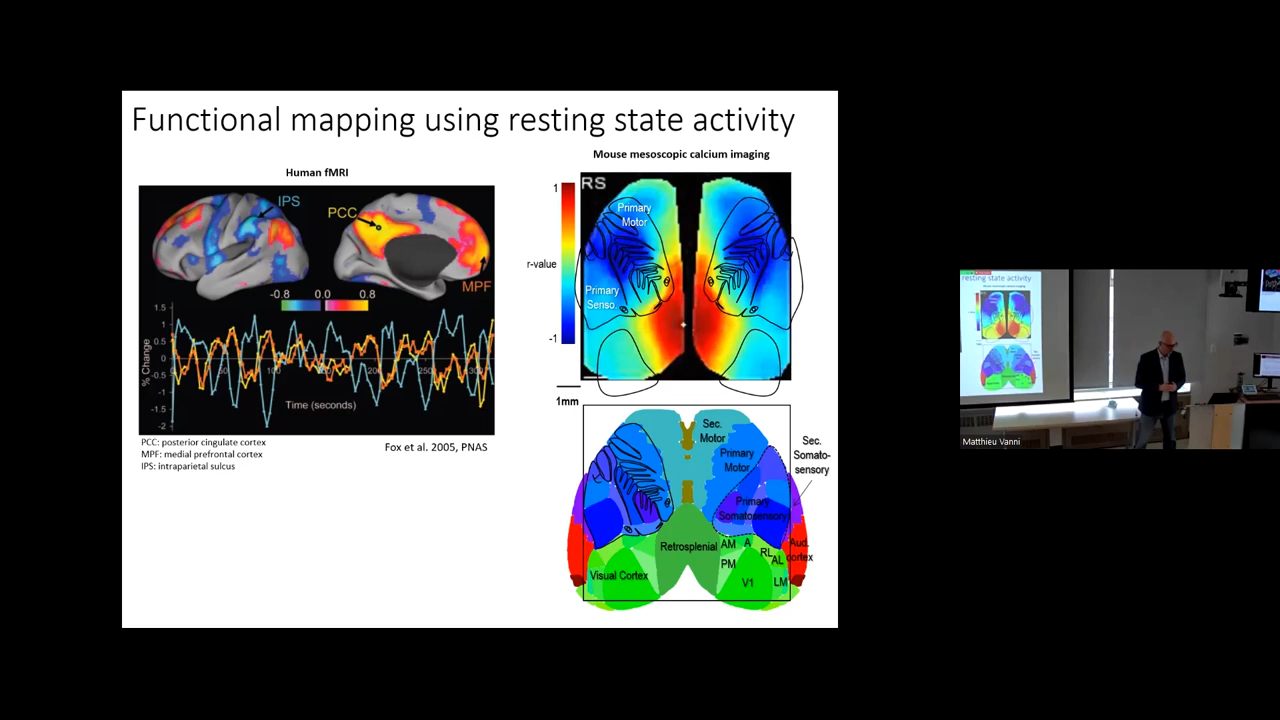 Functional mapping using resting state activity
Human fMRI
IPS
PCC
MPF
-0.8 0.0 0.8
1.5
1
0.5
0
-0.5
-1
-1.5
-2
% Change
Time (seconds)
PCC: posterior cingulate cortex
MPF: medial prefrontal cortex
IPS: intraparietal sulcus
Fox et al. 2005, PNAS
Mouse mesoscopic calcium imaging
1
r-value
-1
RS
Primary
Motor
Primary
Senso.
1mm
Sec.
Motor
Primary
Motor
Sec.
Somato-
sensory
Primary
Somatosensory
Aud.
cortex
Retrosplenial
AM
A
RL
AL
PM
V1
LM
Visual Cortex
resting state activity
Matthieu Vanni